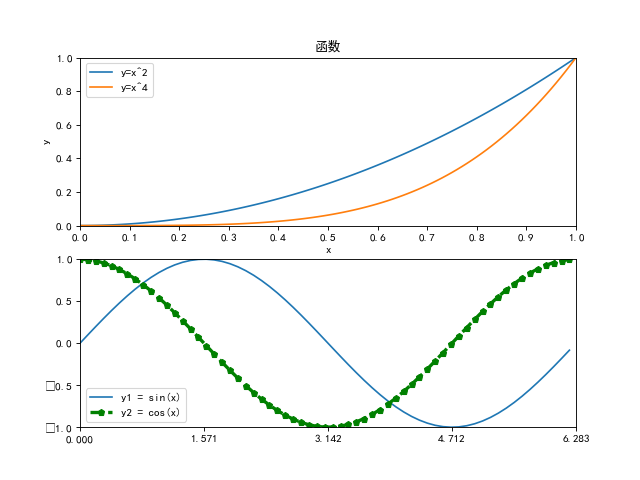 函数
y=x^2
y=x^4
1.0
0.8
0.6
0.4
0.2
0.0
y
0.0 0.1 0.2 0.3 0.4 0.5 0.6 0.7 0.8 0.9 1.0
x
1.0
0.5
0.0
□0.5
□1.0
y1 = sin(x)
y2 = cos(x)
0.000 1.571 3.142 4.712 6.283